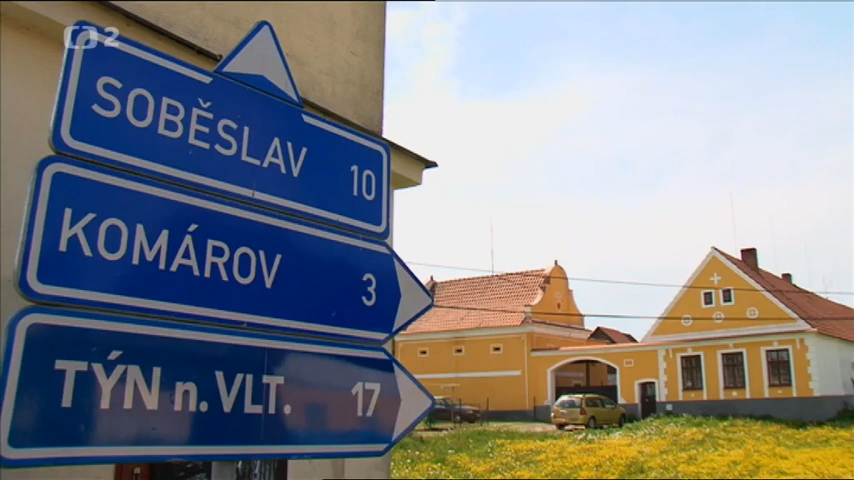 ČT2
SOBĚSLAV 10
KOMÁROV 3
TÝN n. VLT. 17